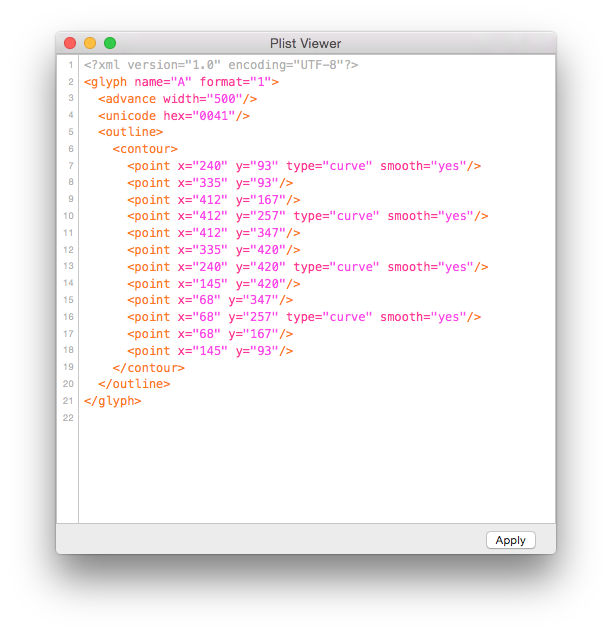 Plist Viewer
1 <?xml version="1.0" encoding="UTF-8"?>
2 <glyph name="A" format="1">
3   <advance width="500"/>
4   <unicode hex="0041"/>
5   <outline>
6     <contour>
7       <point x="240" y="93" type="curve" smooth="yes"/>
8       <point x="335" y="93"/>
9       <point x="412" y="167"/>
10       <point x="412" y="257" type="curve" smooth="yes"/>
11       <point x="412" y="347"/>
12       <point x="335" y="420"/>
13       <point x="240" y="420" type="curve" smooth="yes"/>
14       <point x="145" y="420"/>
15       <point x="68" y="347"/>
16       <point x="68" y="257" type="curve" smooth="yes"/>
17       <point x="68" y="167"/>
18       <point x="145" y="93"/>
19     </contour>
20   </outline>
21 </glyph>
22
Apply